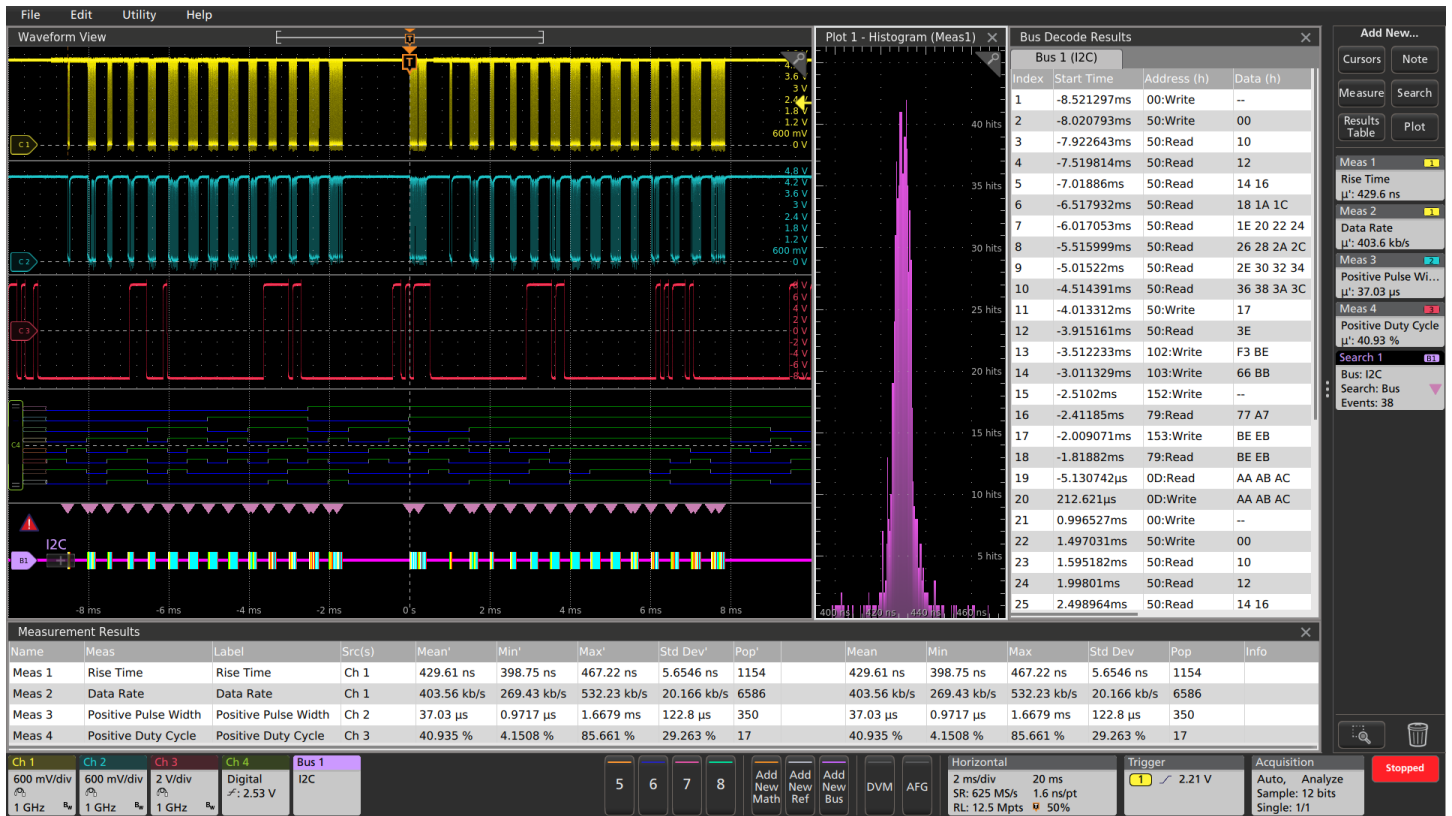 File Edit Utility Help
Waveform View
T
T
3.6
3 V
2.4 V
1.8 V
1.2 V
600 mV
0 V
C 1
4.8 V
4.2 V
3.6 V
3 V
2.4 V
1.8 V
1.2 V
600 mV
0 V
C 2
8 V
6 V
4 V
2 V
0 V
-2 V
-4 V
-6 V
-8 V
C 3
C4
I2C
B1
-8 ms -6 ms -4 ms -2 ms 0 s 2 ms 4 ms 6 ms 8 ms
Plot 1 - Histogram (Meas1)
40 hits
35 hits
30 hits
25 hits
20 hits
15 hits
10 hits
5 hits
400 ns 420 ns 440 ns 460 ns
Bus Decode Results
Bus 1 (I2C)
Index Start Time Address (h) Data (h)
1 -8.521297ms 00:Write --
2 -8.020793ms 50:Write 00
3 -7.922643ms 50:Read 10
4 -7.519814ms 50:Read 12
5 -7.01886ms 50:Read 14 16
6 -6.517932ms 50:Read 18 1A 1C
7 -6.017053ms 50:Read 1E 20 22 24
8 -5.515999ms 50:Read 26 28 2A 2C
9 -5.01522ms 50:Read 2E 30 32 34
10 -4.514391ms 50:Read 36 38 3A 3C
11 -4.013312ms 50:Write 17
12 -3.915161ms 50:Read 3E
13 -3.512233ms 102:Write F3 BE
14 -3.011329ms 103:Write 66 BB
15 -2.5102ms 152:Write --
16 -2.41185ms 79:Read 77 A7
17 -2.009071ms 153:Write BE EB
18 -1.81882ms 79:Read BE EB
19 -5.130742µs 0D:Read AA AB AC
20 212.621µs 0D:Write AA AB AC
21 0.996527ms 00:Write --
22 1.497031ms 50:Write 00
23 1.595182ms 50:Read 10
24 1.99801ms 50:Read 12
25 2.498964ms 50:Read 14 16
Add New...
Cursors Note
Measure Search
Results Table Plot
Meas 1 1
Rise Time
µ': 429.6 ns
Meas 2 1
Data Rate
µ': 403.6 kb/s
Meas 3 2
Positive Pulse Wi...
µ': 37.03 µs
Meas 4 3
Positive Duty Cycle
µ': 40.93 %
Search 1 B1
Bus: I2C
Search: Bus
Events: 38
Measurement Results
Name Meas Label Src(s) Mean' Min' Max' Std Dev' Pop' Mean Min Max Std Dev Pop Info
Meas 1 Rise Time Rise Time Ch 1 429.61 ns 398.75 ns 467.22 ns 5.6546 ns 1154 429.61 ns 398.75 ns 467.22 ns 5.6546 ns 1154
Meas 2 Data Rate Data Rate Ch 1 403.56 kb/s 269.43 kb/s 532.23 kb/s 20.166 kb/s 6586 403.56 kb/s 269.43 kb/s 532.23 kb/s 20.166 kb/s 6586
Meas 3 Positive Pulse Width Positive Pulse Width Ch 2 37.03 µs 0.9717 µs 1.6679 ms 122.8 µs 350 37.03 µs 0.9717 µs 1.6679 ms 122.8 µs 350
Meas 4 Positive Duty Cycle Positive Duty Cycle Ch 3 40.935 % 4.1508 % 85.661 % 29.263 % 17 40.935 % 4.1508 % 85.661 % 29.263 % 17
Ch 1
600 mV/div
1 GHz Bw
Ch 2
600 mV/div
1 GHz Bw
Ch 3
2 V/div
1 GHz Bw
Ch 4
Digital
: 2.53 V
Bus 1
I2C
5 6 7 8
Add New Math
Add New Ref
Add New Bus
DVM AFG
Horizontal
2 ms/div 20 ms
SR: 625 MS/s 1.6 ns/pt
RL: 12.5 Mpts 50%
Trigger
1 2.21 V
Acquisition
Auto, Analyze
Sample: 12 bits
Single: 1/1
Stopped